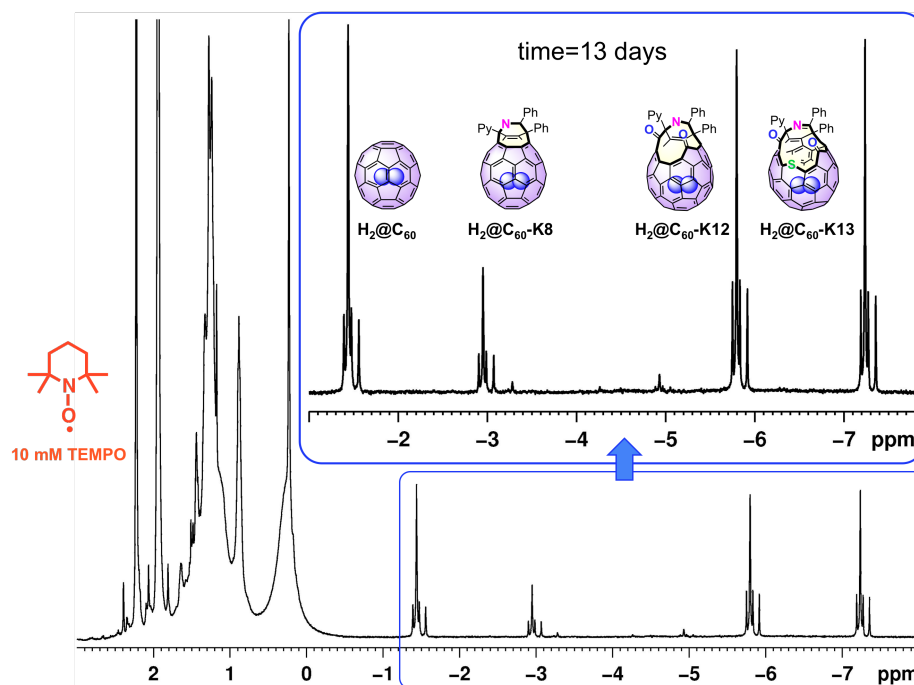 time=13 days
N
Ph
Py
Ph
Py
N
Ph
O
O
Ph
Py
N
Ph
O
O
Ph
S
H₂@C₆₀
H₂@C₆₀-K8
H₂@C₆₀-K12
H₂@C₆₀-K13
−2 −3 −4 −5 −6 −7 ppm
N
O
•
10 mM TEMPO
2 1 0 −1 −2 −3 −4 −5 −6 −7 ppm